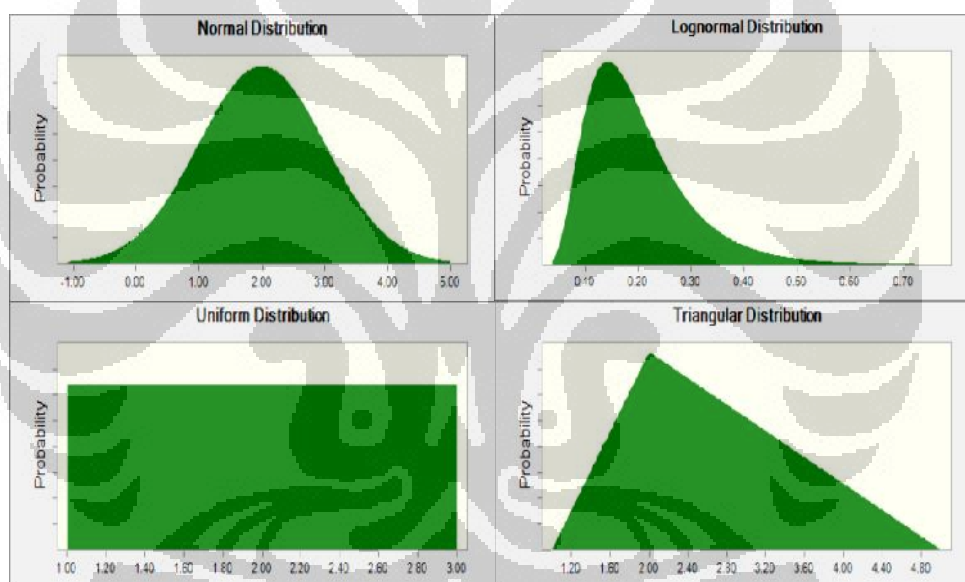 Normal Distribution
Probability
-1.00 0.00 1.00 2.00 3.00 4.00 5.00
Lognormal Distribution
Probability
0.10 0.20 0.30 0.40 0.50 0.60 0.70
Uniform Distribution
Probability
1.00 1.20 1.40 1.60 1.80 2.00 2.20 2.40 2.60 2.80 3.00
Triangular Distribution
Probability
1.20 1.60 2.00 2.40 2.80 3.20 3.60 4.00 4.40 4.80